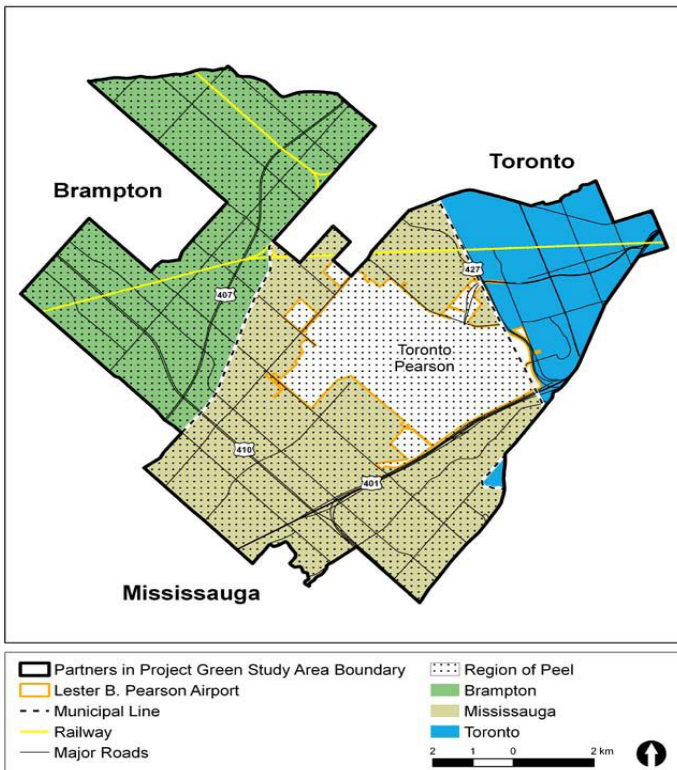 Toronto
Brampton
427
407
Toronto
Pearson
410
401
Mississauga
Partners in Project Green Study Area Boundary
Lester B. Pearson Airport
Municipal Line
Railway
Major Roads
Region of Peel
Brampton
Mississauga
Toronto
2 1 0 2 km